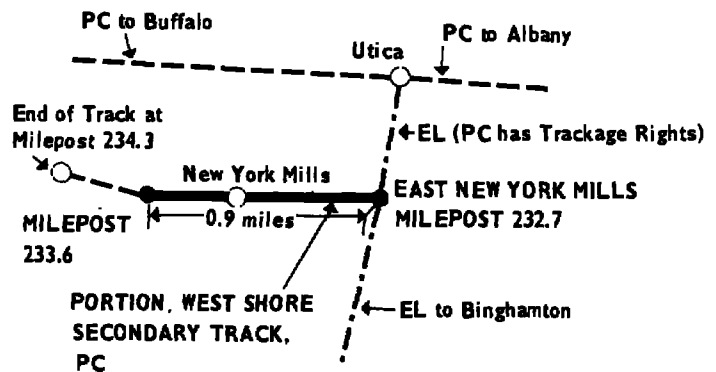 PC to Buffalo
Utica
PC to Albany
End of Track at
Milepost 234.3
EL (PC has Trackage Rights)
New York Mills
EAST NEW YORK MILLS
MILEPOST 232.7
0.9 miles
MILEPOST
233.6
PORTION, WEST SHORE
SECONDARY TRACK,
PC
EL to Binghamton